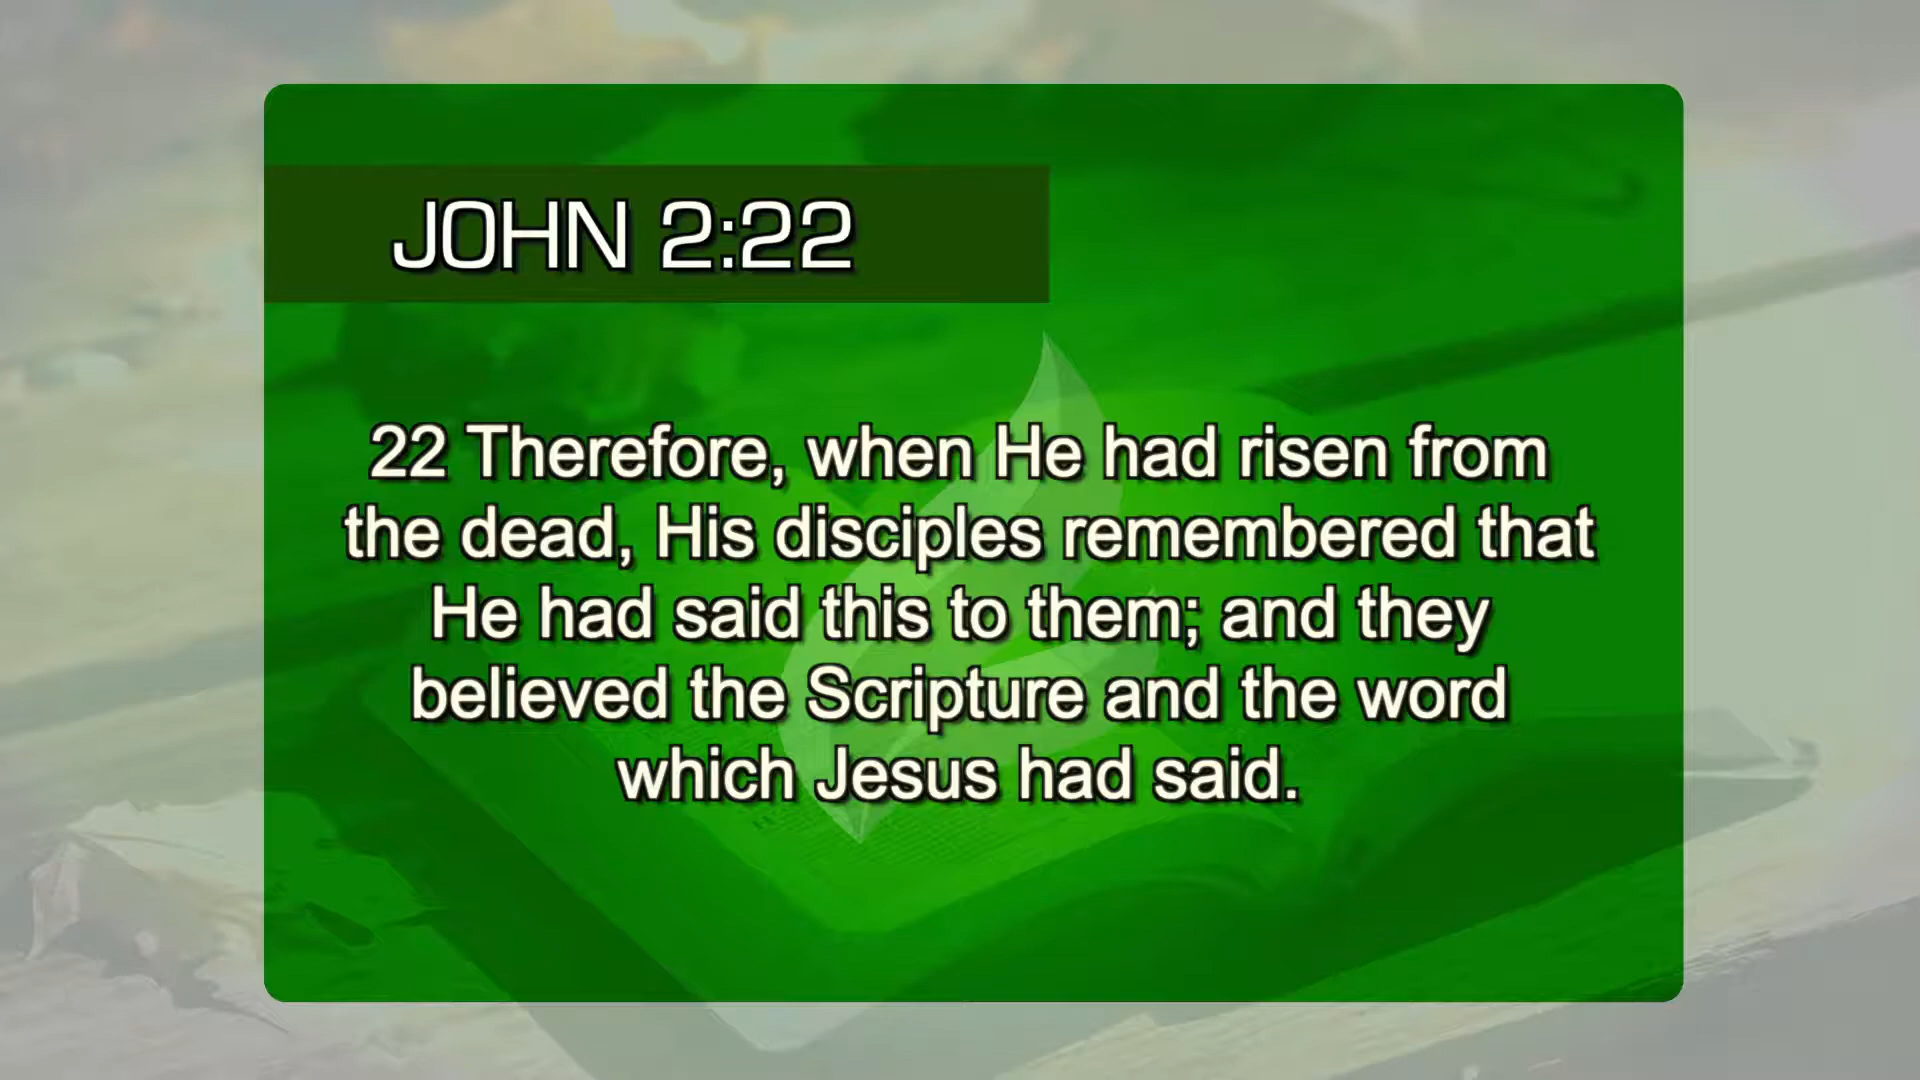 JOHN 2:22
22 Therefore, when He had risen from
the dead, His disciples remembered that
He had said this to them; and they
believed the Scripture and the word
which Jesus had said.